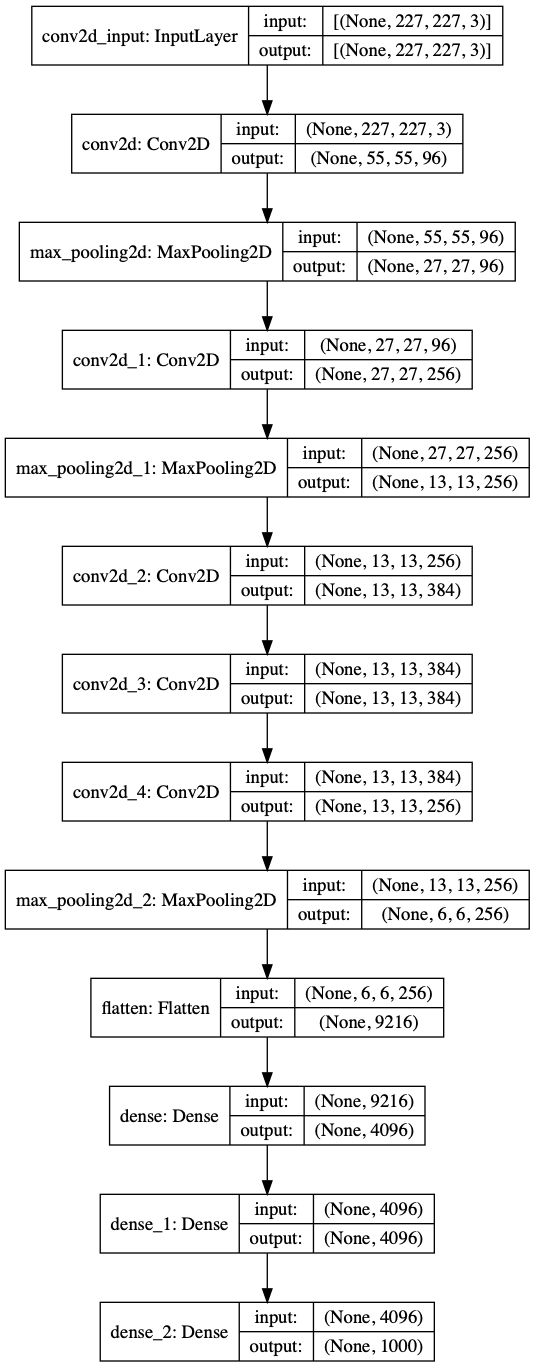 conv2d_input: InputLayer
input: [(None, 227, 227, 3)]
output: [(None, 227, 227, 3)]
conv2d: Conv2D
input: (None, 227, 227, 3)
output: (None, 55, 55, 96)
max_pooling2d: MaxPooling2D
input: (None, 55, 55, 96)
output: (None, 27, 27, 96)
conv2d_1: Conv2D
input: (None, 27, 27, 96)
output: (None, 27, 27, 256)
max_pooling2d_1: MaxPooling2D
input: (None, 27, 27, 256)
output: (None, 13, 13, 256)
conv2d_2: Conv2D
input: (None, 13, 13, 256)
output: (None, 13, 13, 384)
conv2d_3: Conv2D
input: (None, 13, 13, 384)
output: (None, 13, 13, 384)
conv2d_4: Conv2D
input: (None, 13, 13, 384)
output: (None, 13, 13, 256)
max_pooling2d_2: MaxPooling2D
input: (None, 13, 13, 256)
output: (None, 6, 6, 256)
flatten: Flatten
input: (None, 6, 6, 256)
output: (None, 9216)
dense: Dense
input: (None, 9216)
output: (None, 4096)
dense_1: Dense
input: (None, 4096)
output: (None, 4096)
dense_2: Dense
input: (None, 4096)
output: (None, 1000)